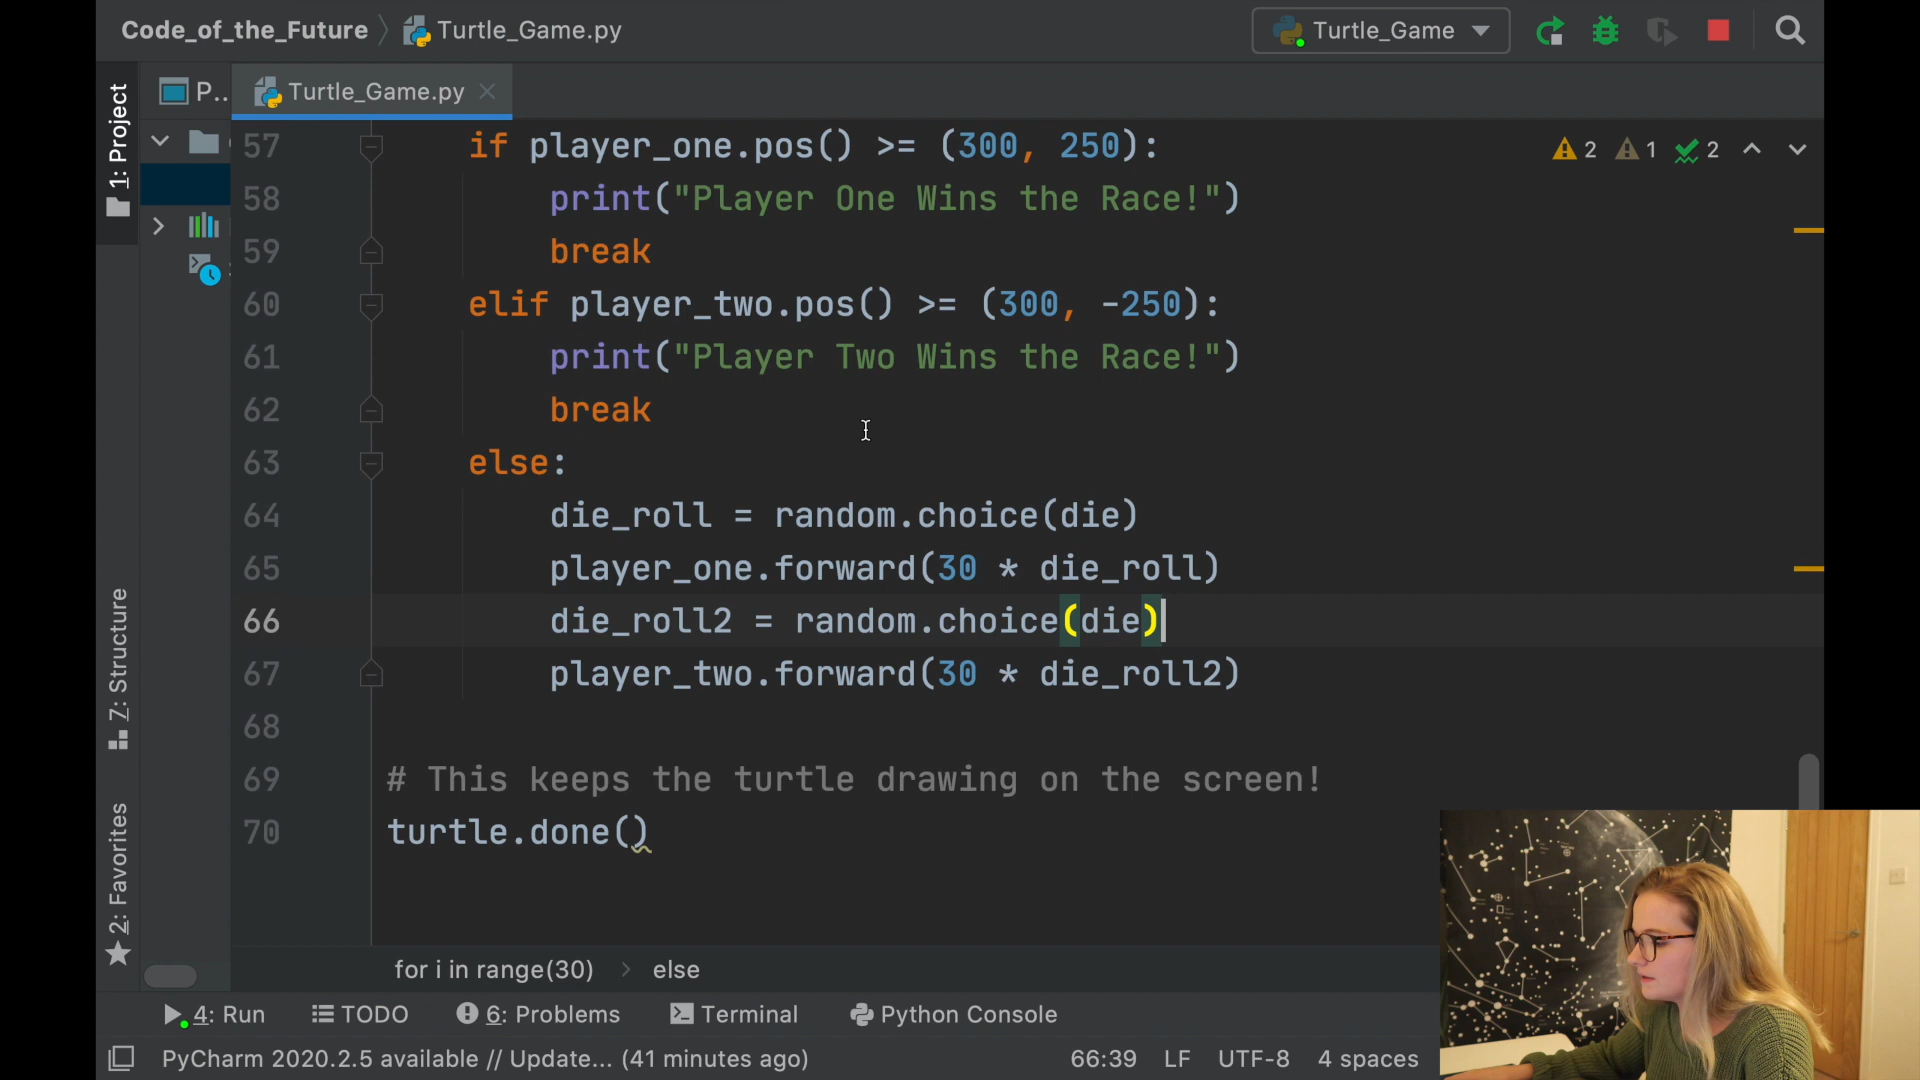 Code_of_the_Future
Turtle_Game.py
Turtle_Game
1: Project
P..
Turtle_Game.py
57 if player_one.pos() >= (300, 250):
2 1 2
58 print("Player One Wins the Race!")
59 break
60 elif player_two.pos() >= (300, -250):
61 print("Player Two Wins the Race!")
62 break
63 else:
64 die_roll = random.choice(die)
65 player_one.forward(30 * die_roll)
66 die_roll2 = random.choice(die)
67 player_two.forward(30 * die_roll2)
68
69 # This keeps the turtle drawing on the screen!
70 turtle.done()
7: Structure
2: Favorites
for i in range(30) > else
4: Run
TODO
6: Problems
Terminal
Python Console
PyCharm 2020.2.5 available // Update... (41 minutes ago)
66:39 LF UTF-8 4 spaces